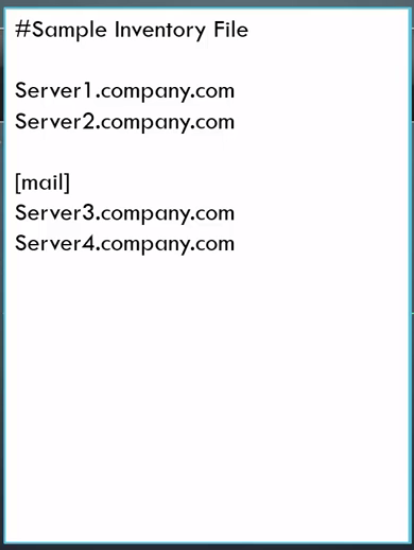 #Sample Inventory File
Server1.company.com
Server2.company.com
[mail]
Server3.company.com
Server4.company.com